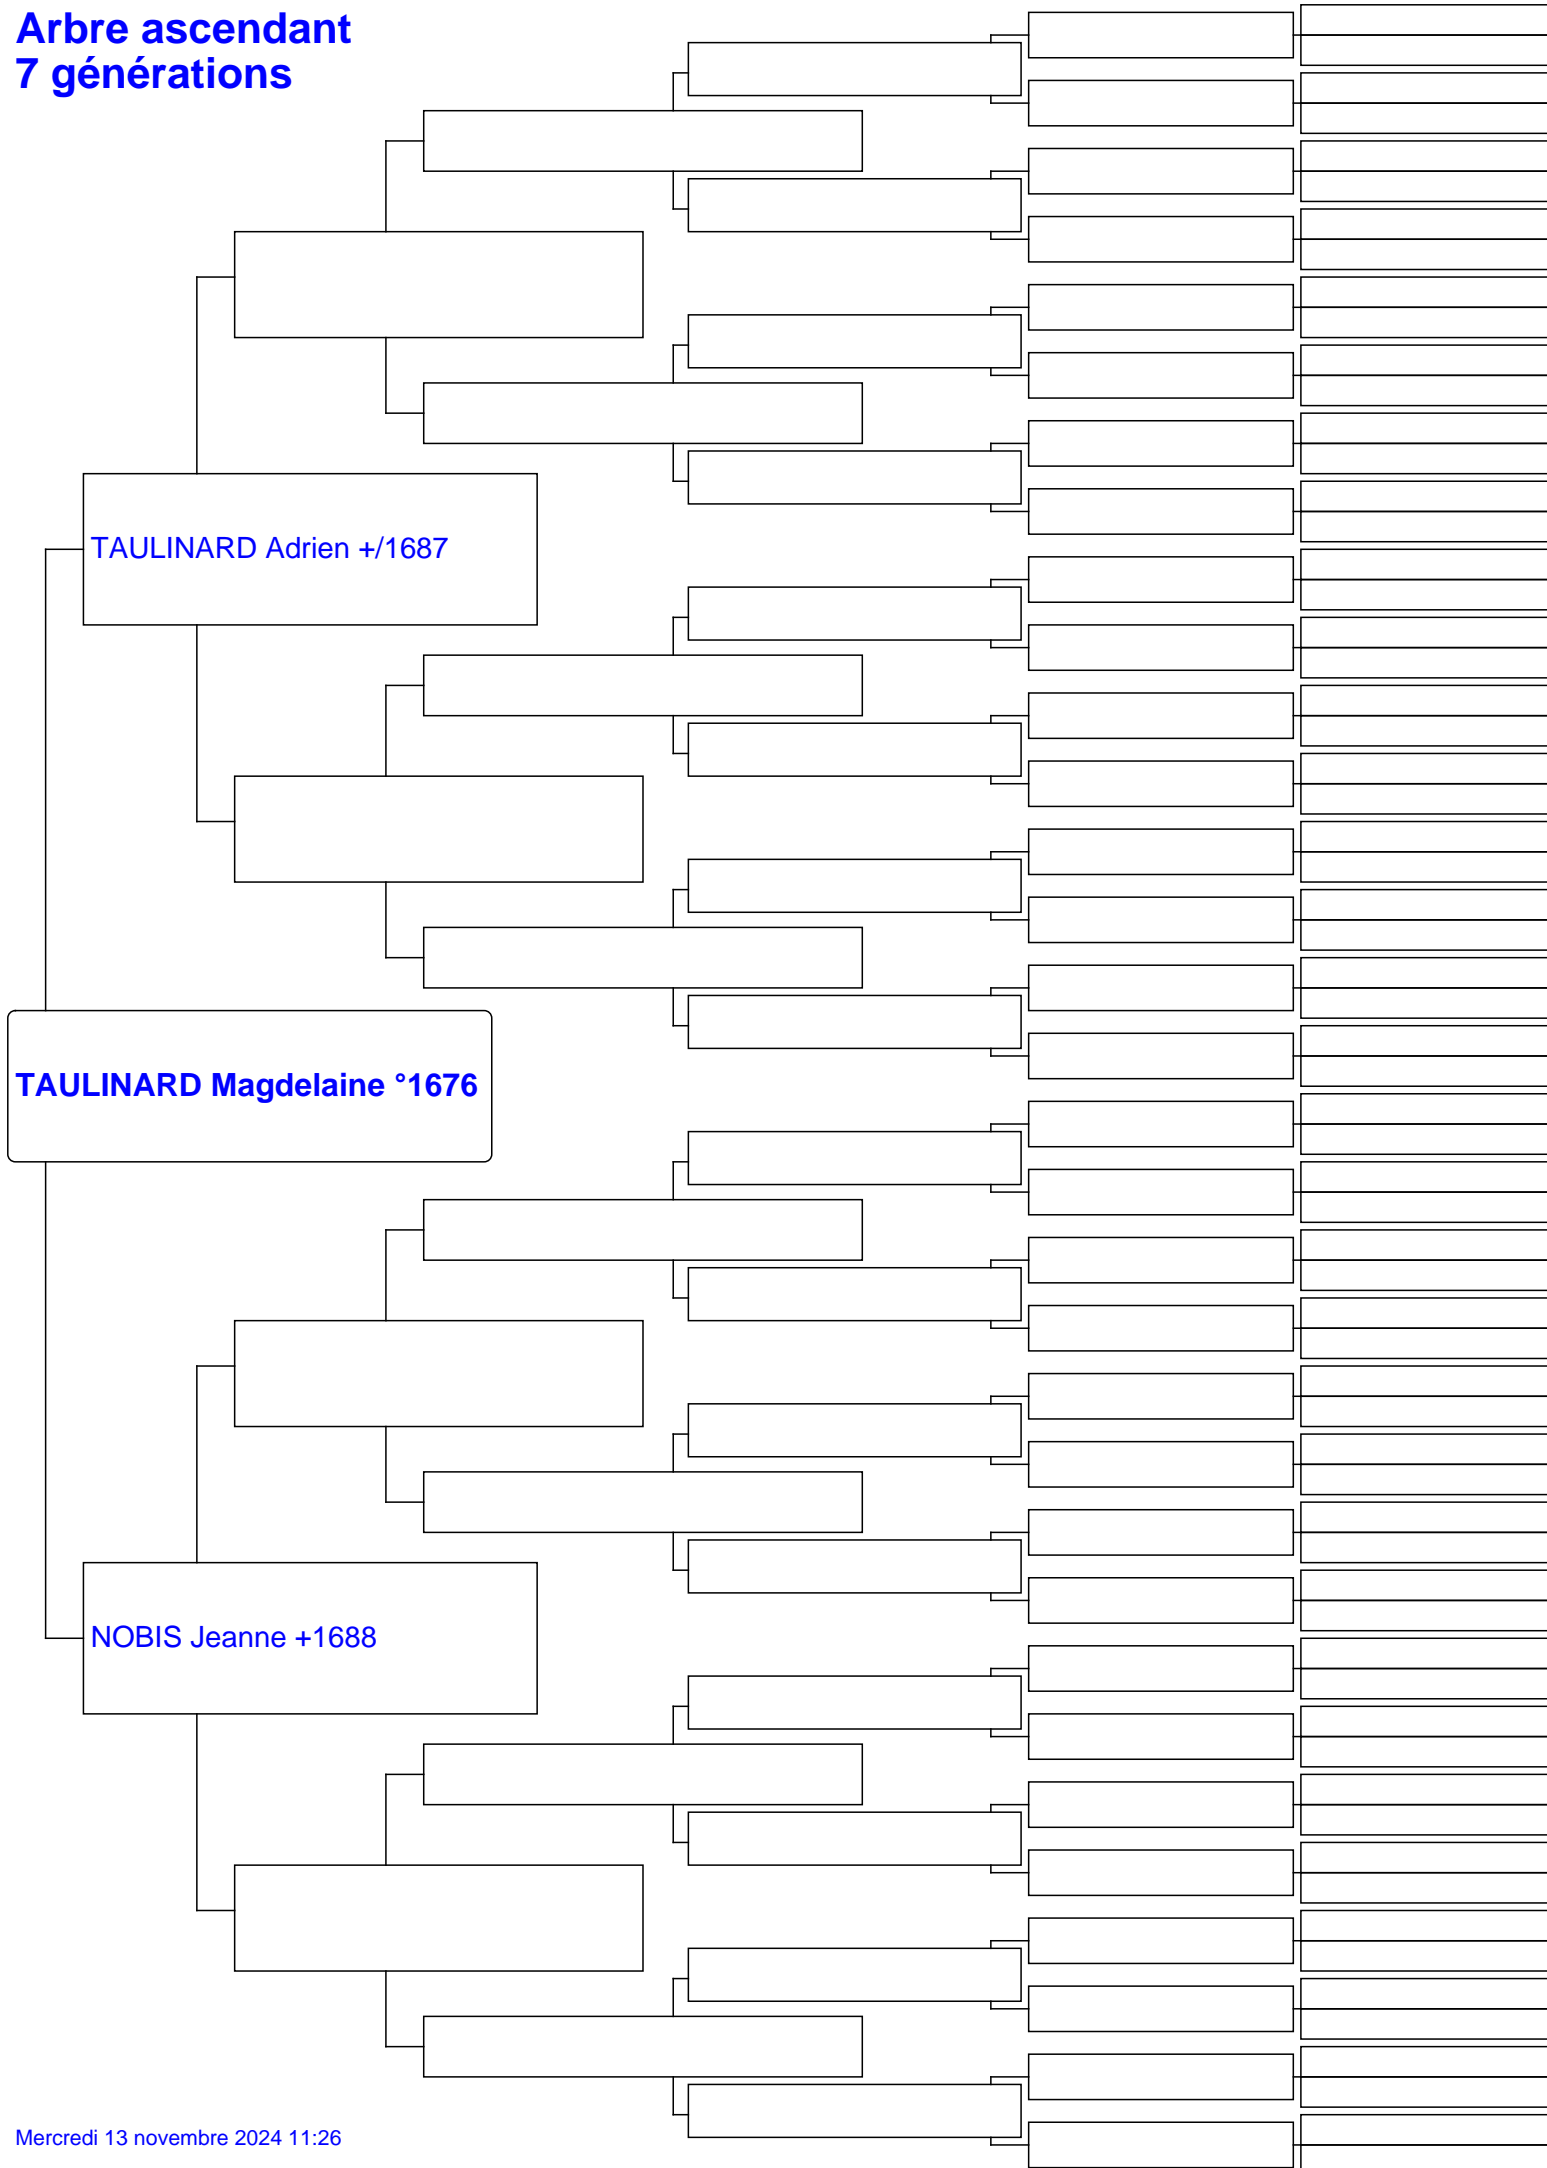 Arbre ascendant
7 générations
TAULINARD Adrien +/1687
TAULINARD Magdelaine °1676
NOBIS Jeanne +1688
Mercredi 13 novembre 2024 11:26